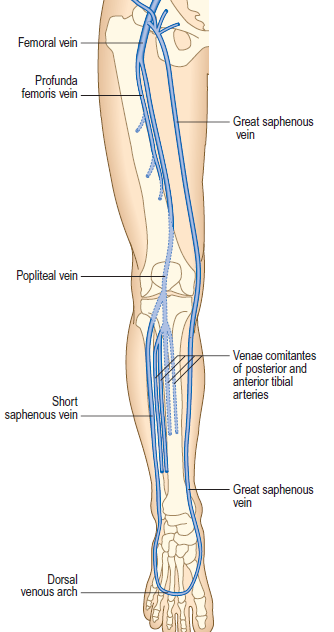 Femoral vein
Profunda
femoris vein
Great saphenous
vein
Popliteal vein
Venae comitantes
of posterior and
anterior tibial
arteries
Short
saphenous vein
Great saphenous
vein
Dorsal
venous arch